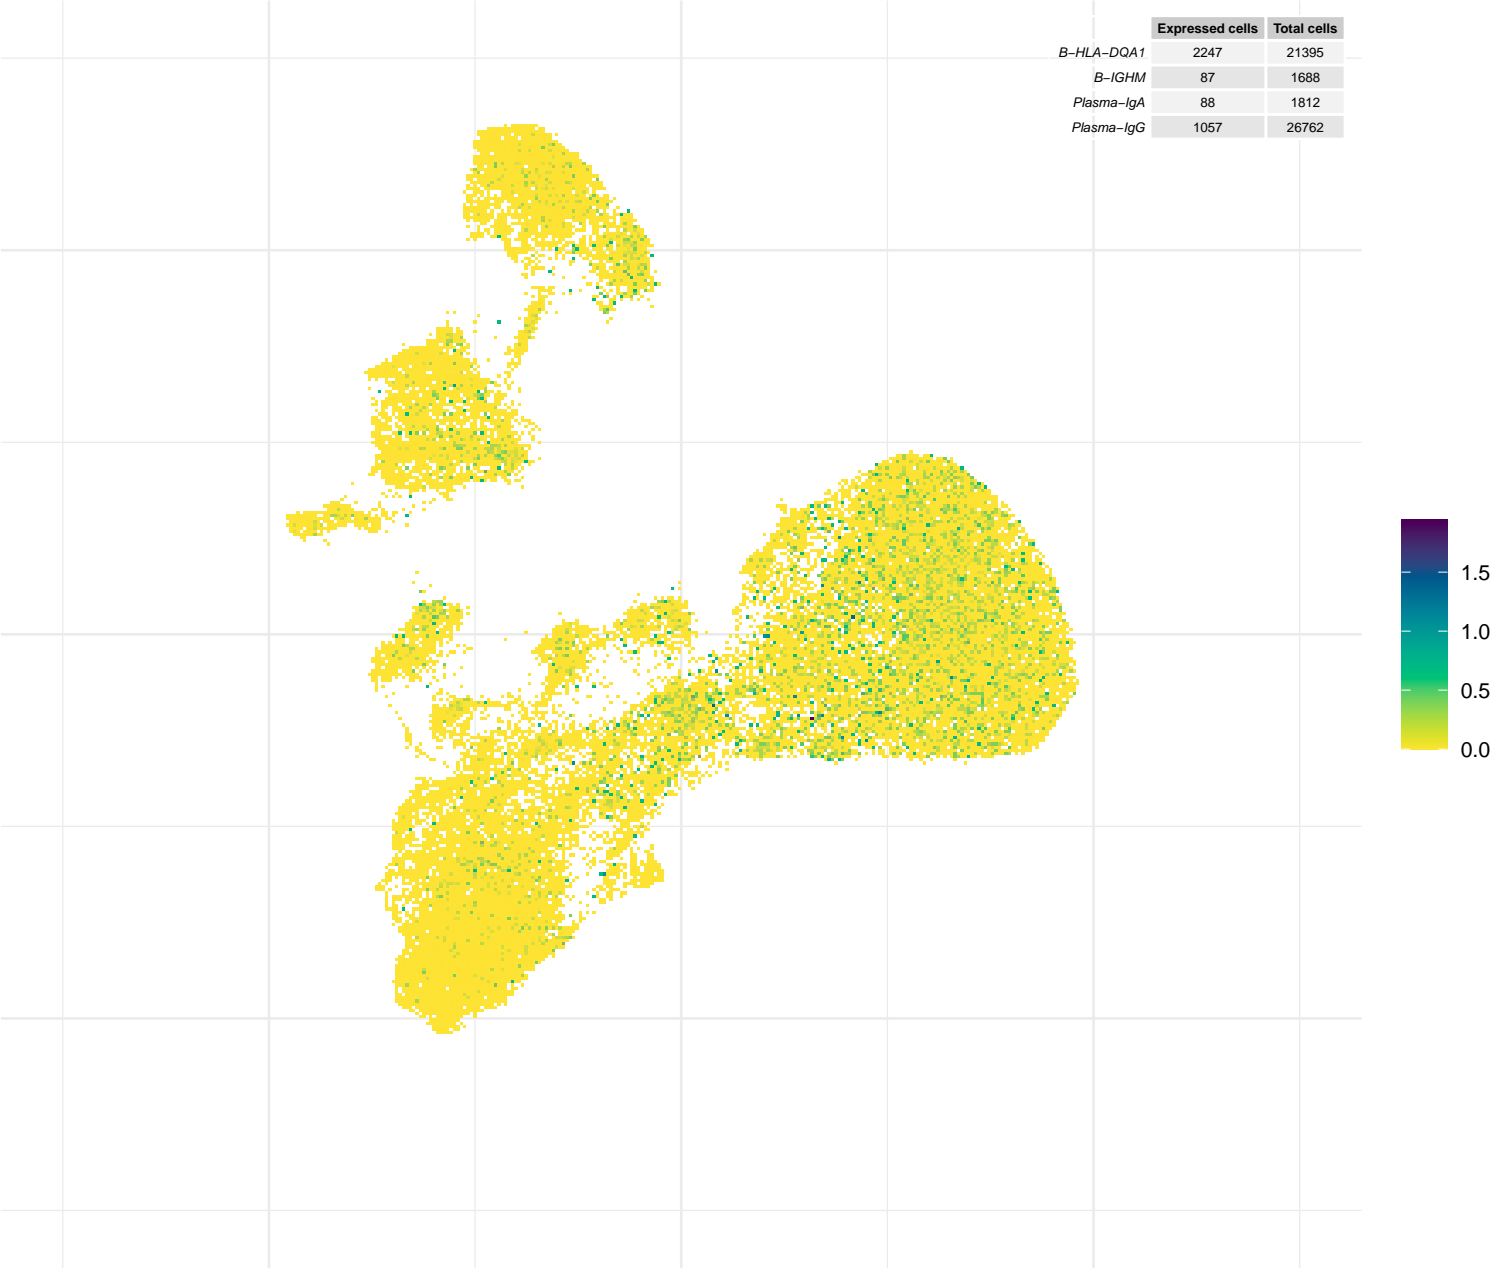 Expressed cells Total cells
B−HLA−DQA1 2247 21395
B−IGHM 87 1688
Plasma−IgA 88 1812
Plasma−IgG 1057 26762
1.5
1.0
0.5
0.0